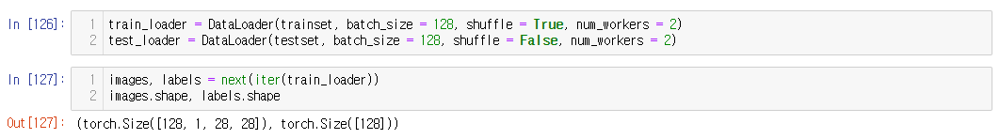 In [126]:
1 train_loader = DataLoader(trainset, batch_size = 128, shuffle = True, num_workers = 2)
2 test_loader = DataLoader(testset, batch_size = 128, shuffle = False, num_workers = 2)
In [127]:
1 images, labels = next(iter(train_loader))
2 images.shape, labels.shape
Out[127]: (torch.Size([128, 1, 28, 28]), torch.Size([128]))